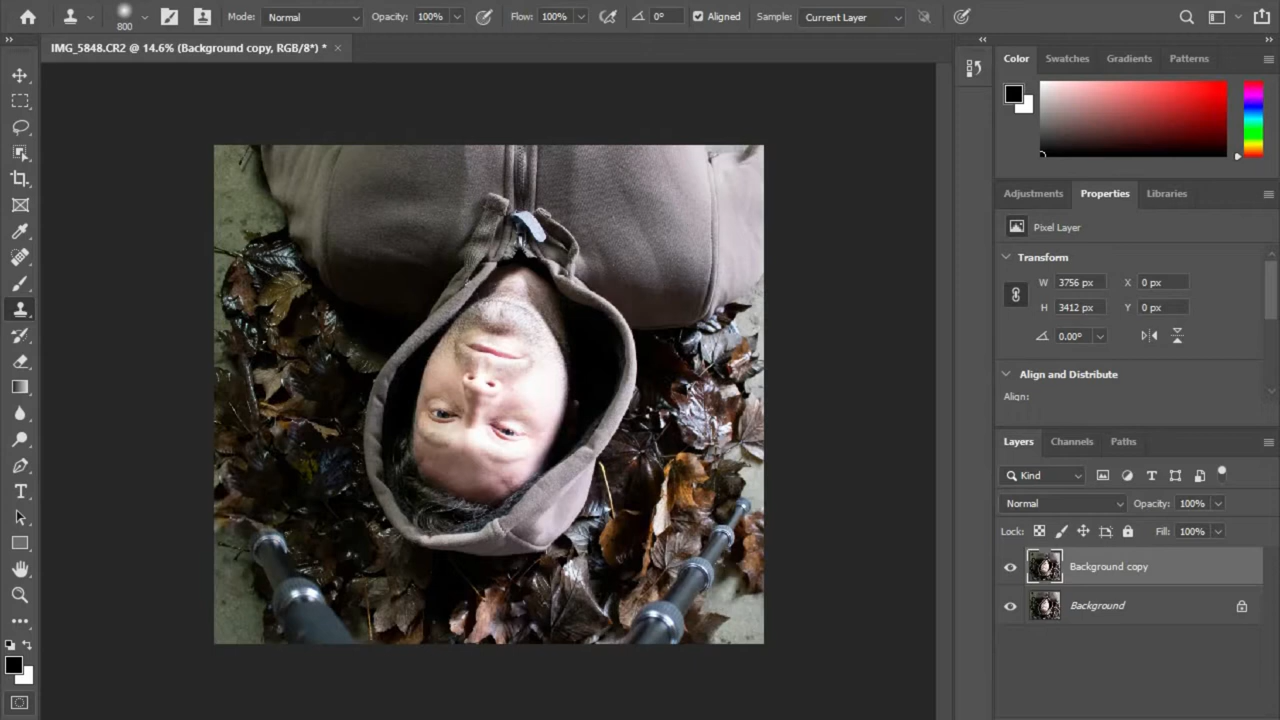 Mode: Normal Opacity: 100% Flow: 100% 0° Aligned Sample: Current Layer
800
IMG_5848.CR2 @ 14.6% (Background copy, RGB/8*) * ×
Color Swatches Gradients Patterns
Adjustments Properties Libraries
Pixel Layer
Transform
W 3756 px X 0 px
H 3412 px Y 0 px
0.00°
Align and Distribute
Align:
Layers Channels Paths
Kind
Normal Opacity: 100%
Lock: Fill: 100%
Background copy
Background